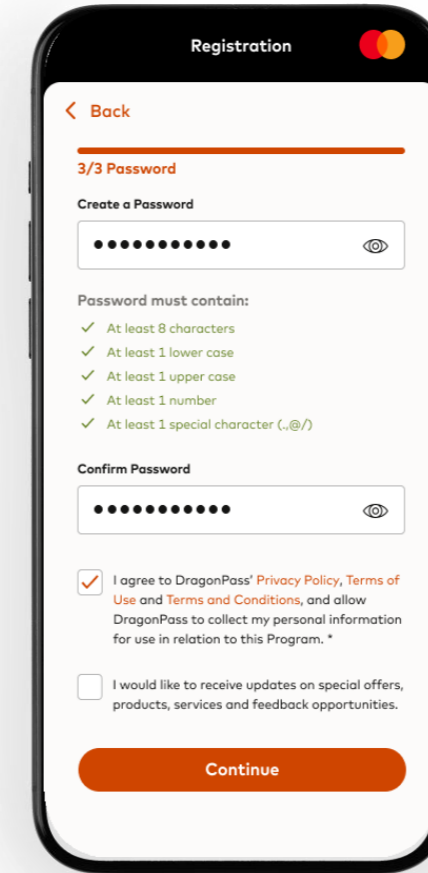 Registration
Back
3/3 Password
Create a Password
●●●●●●●●●●●
Password must contain:
At least 8 characters
At least 1 lower case
At least 1 upper case
At least 1 number
At least 1 special character (.,@/)
Confirm Password
●●●●●●●●●●●
I agree to DragonPass' Privacy Policy, Terms of
Use and Terms and Conditions, and allow
DragonPass to collect my personal information
for use in relation to this Program. *
I would like to receive updates on special offers,
products, services and feedback opportunities.
Continue